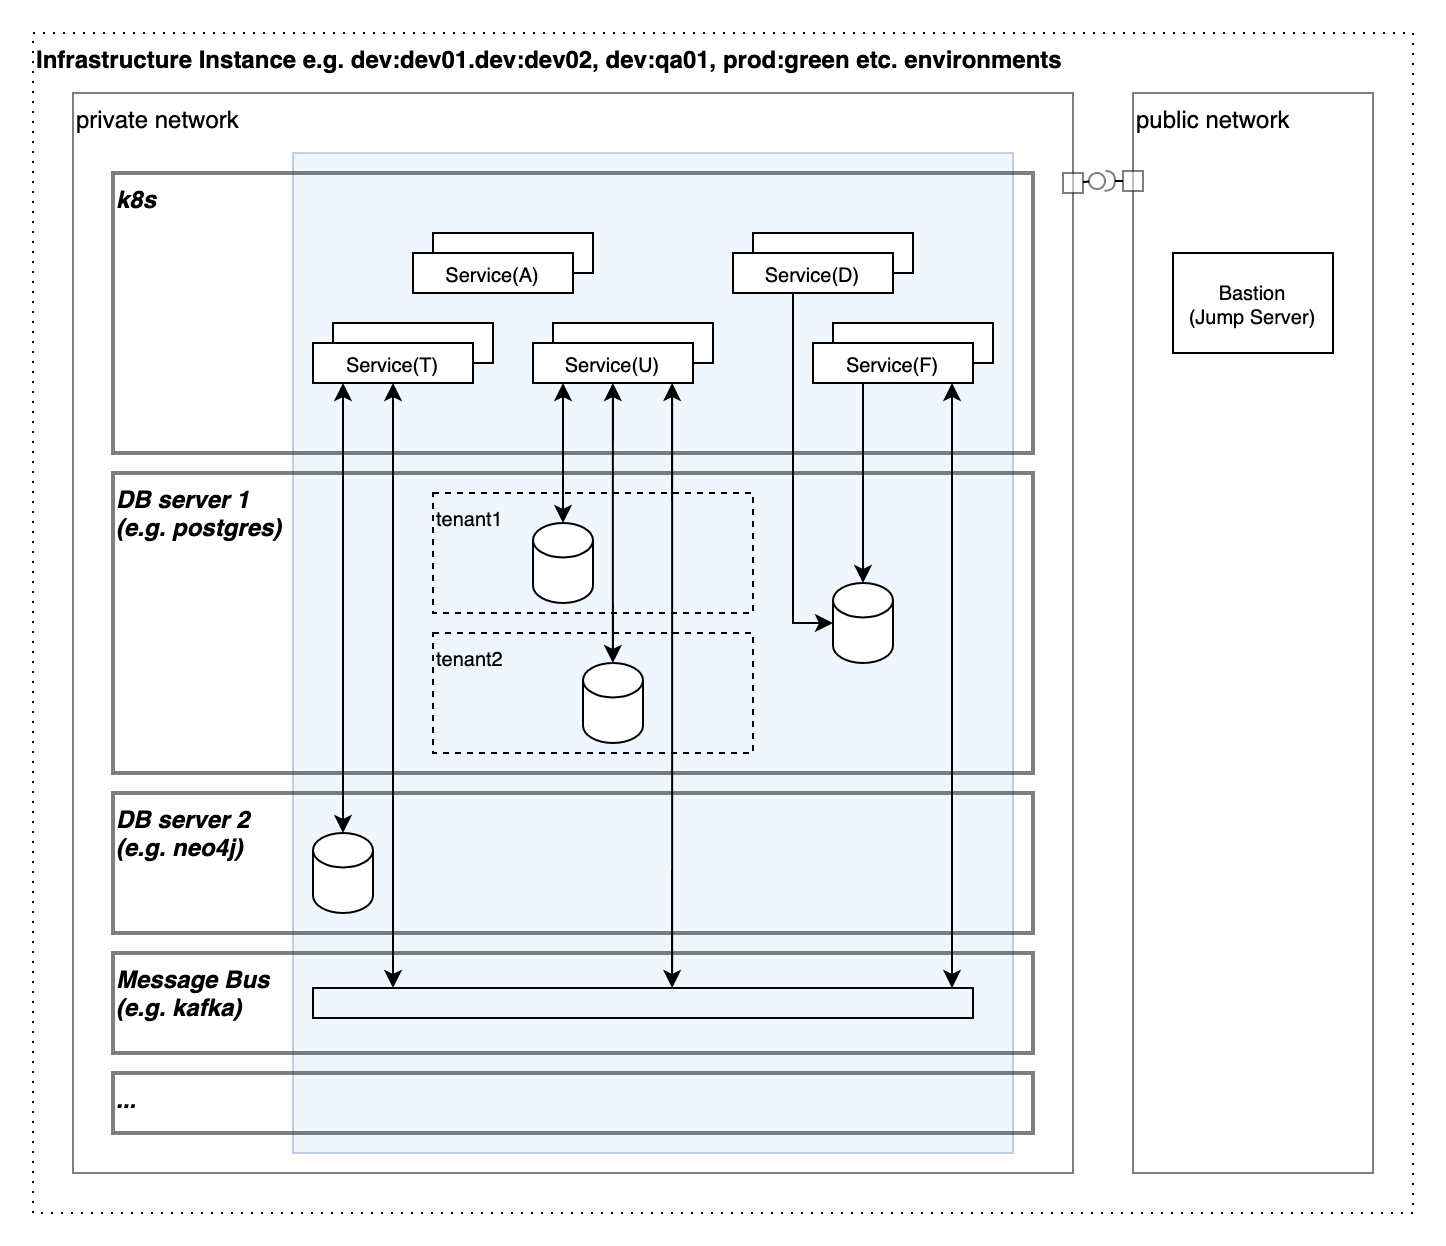 Infrastructure Instance e.g. dev:dev01.dev:dev02, dev:qa01, prod:green etc. environments
private network
public network
k8s
Service(A)
Service(D)
Bastion
(Jump Server)
Service(T)
Service(U)
Service(F)
DB server 1
(e.g. postgres)
tenant1
tenant2
DB server 2
(e.g. neo4j)
Message Bus
(e.g. kafka)
...